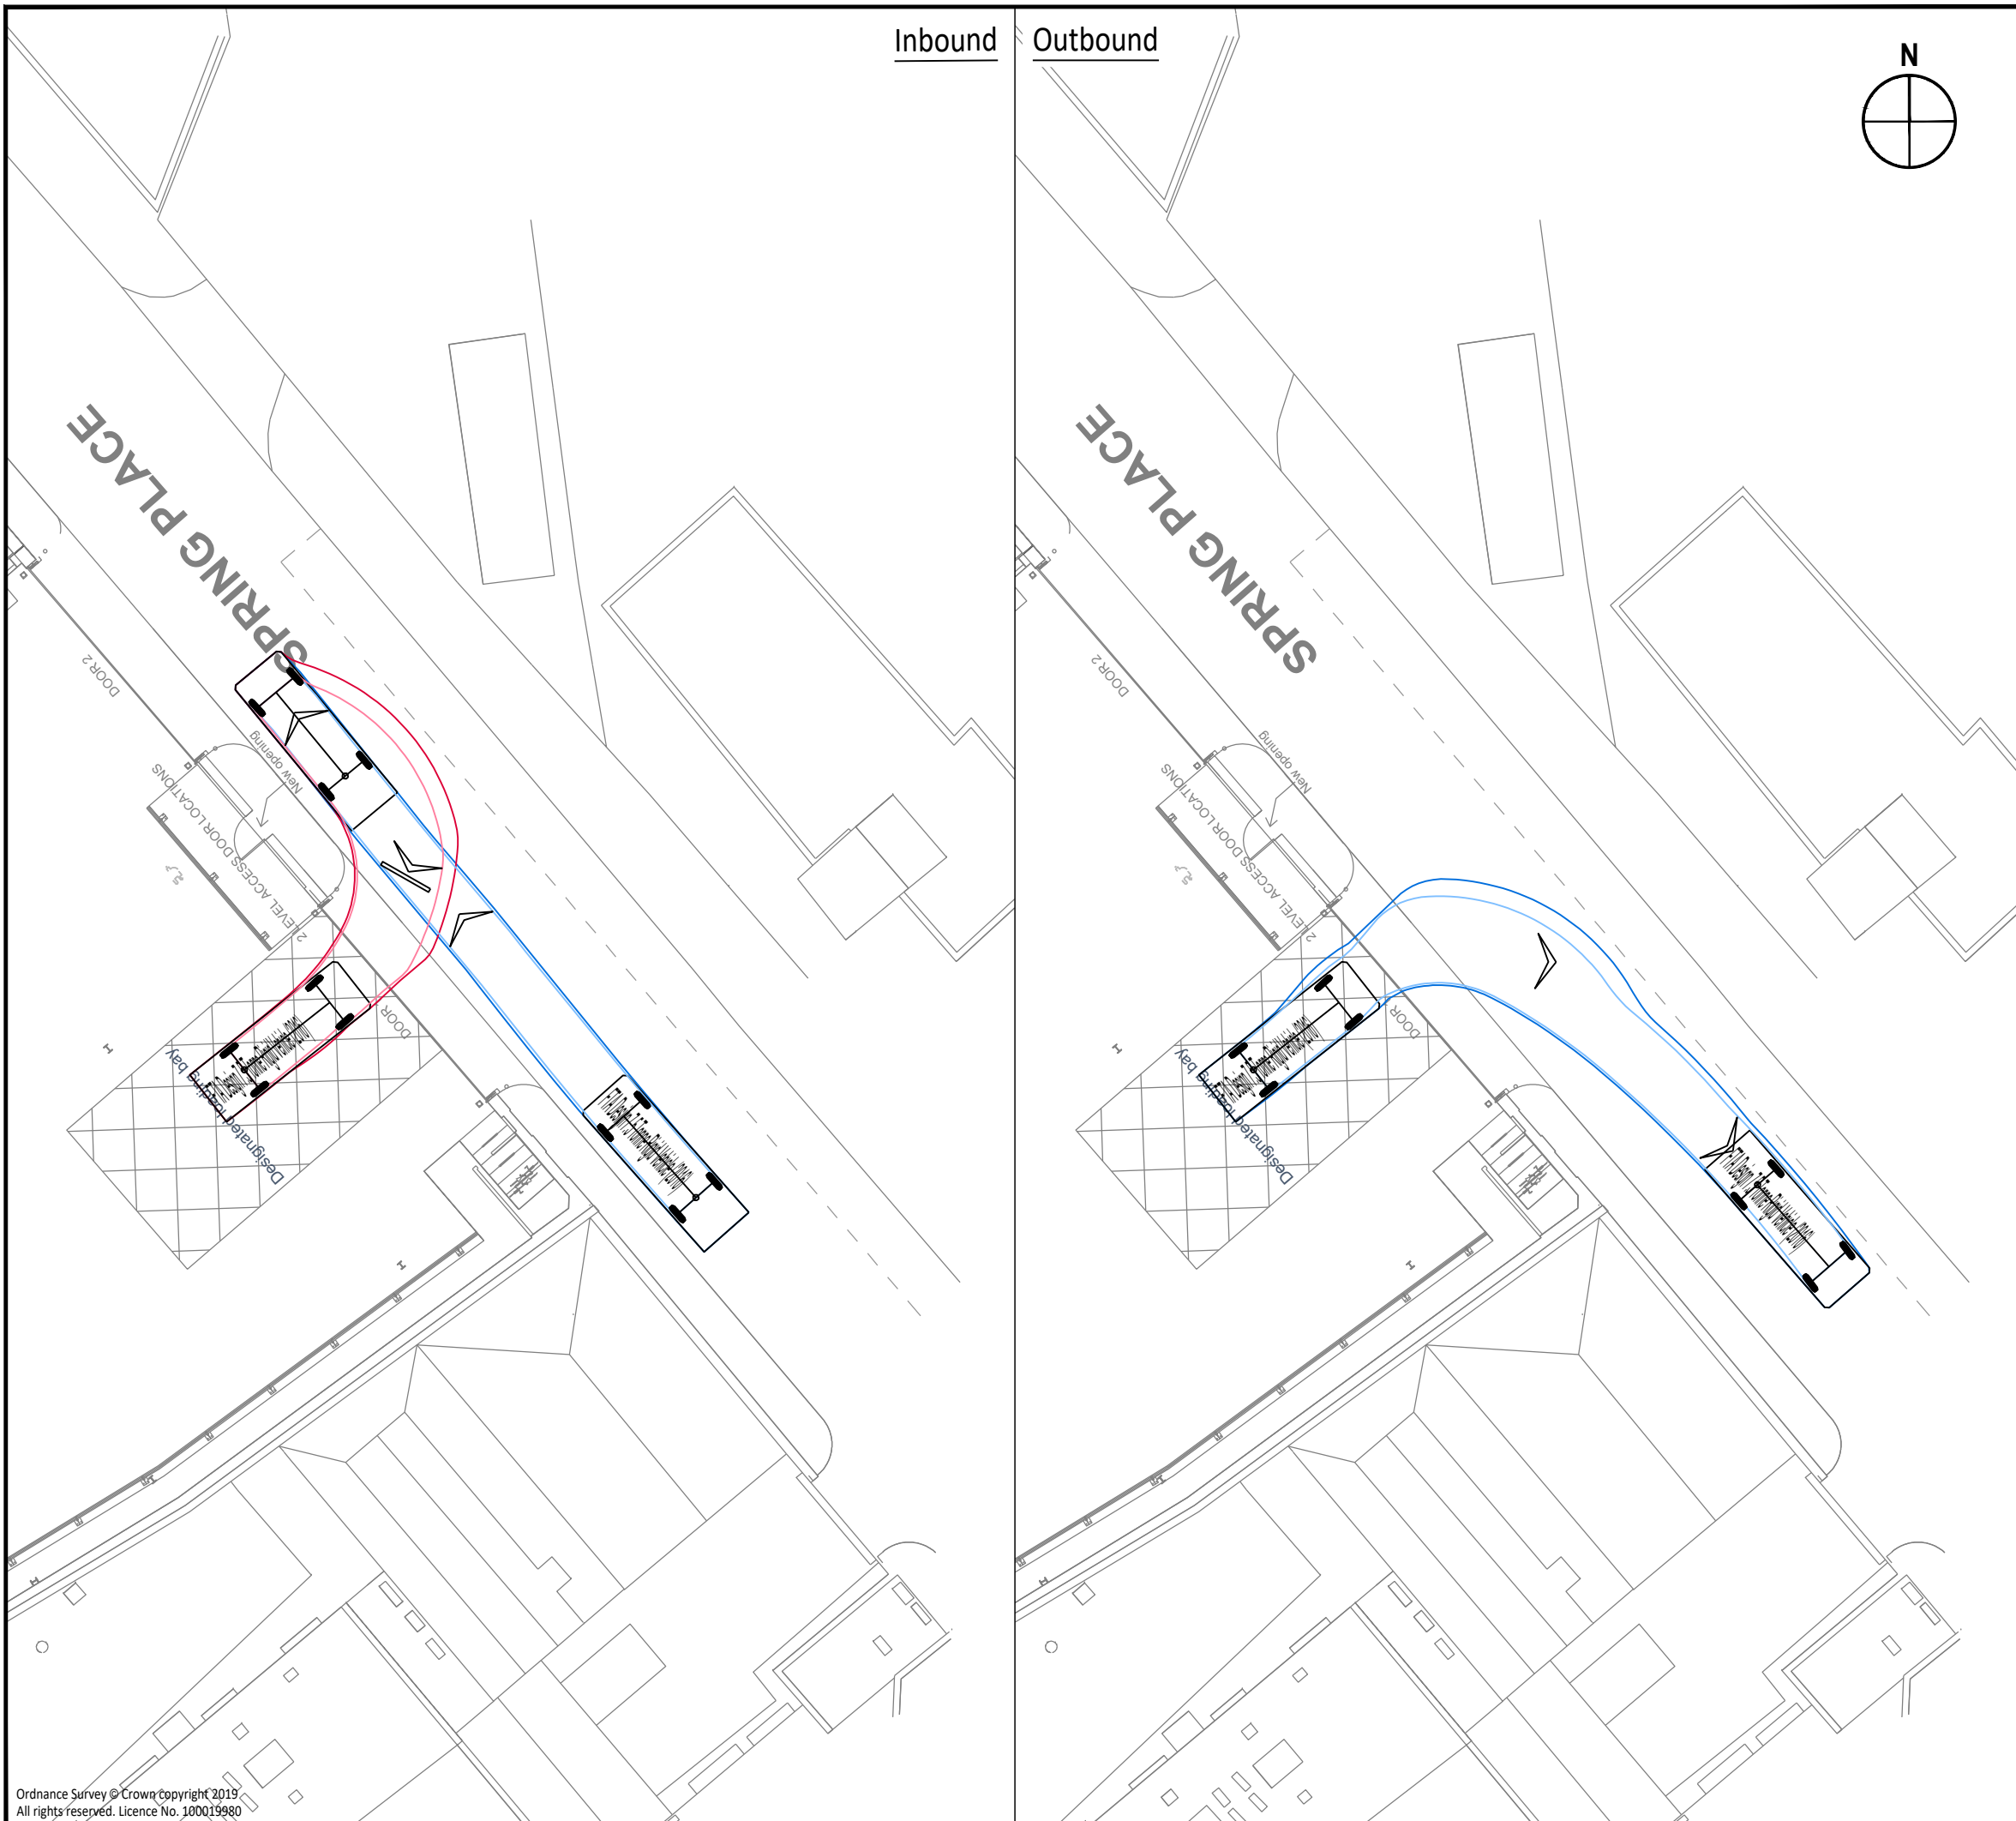 Inbound
Outbound
N
SPRING PLACE
DOOR 2
New opening
2 LEVEL ACCESS DOOR LOCATIONS
DOOR
Designated loading bay
SPRING PLACE
DOOR 2
New opening
2 LEVEL ACCESS DOOR LOCATIONS
DOOR
Designated loading bay
Ordnance Survey © Crown copyright 2019
All rights reserved. Licence No. 100019980